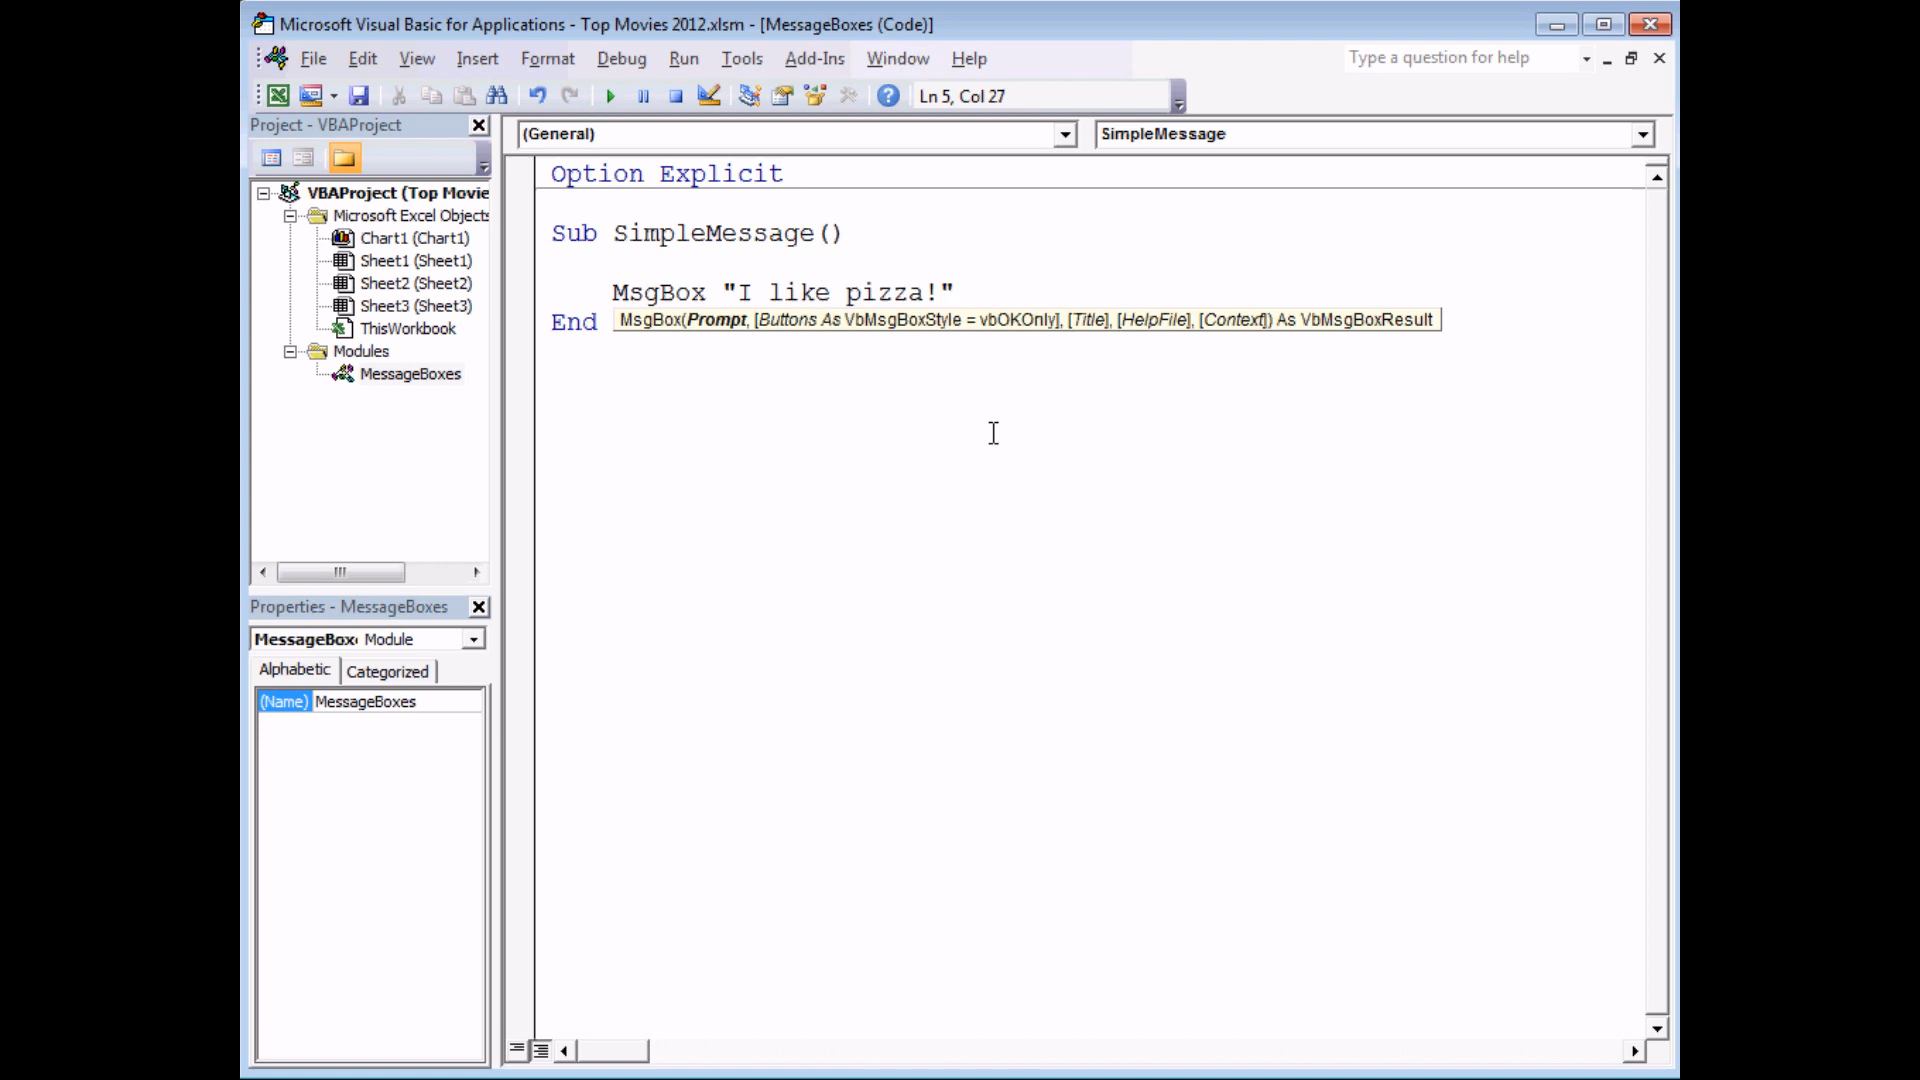 Microsoft Visual Basic for Applications - Top Movies 2012.xlsm - [MessageBoxes (Code)]
File Edit View Insert Format Debug Run Tools Add-Ins Window Help Type a question for help
Ln 5, Col 27
Project - VBAProject
(General) SimpleMessage
VBAProject (Top Movie
Microsoft Excel Objects
Chart1 (Chart1)
Sheet1 (Sheet1)
Sheet2 (Sheet2)
Sheet3 (Sheet3)
ThisWorkbook
Modules
MessageBoxes
Option Explicit
Sub SimpleMessage()
MsgBox "I like pizza!"
End
MsgBox(Prompt, [Buttons As VbMsgBoxStyle = vbOKOnly], [Title], [HelpFile], [Context]) As VbMsgBoxResult
Properties - MessageBoxes
MessageBox Module
Alphabetic Categorized
(Name) MessageBoxes